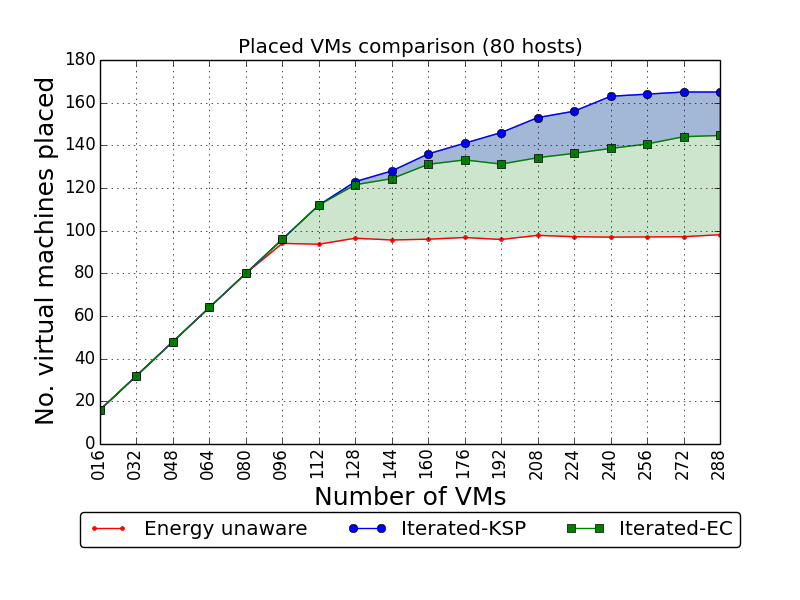 Placed VMs comparison (80 hosts)
No. virtual machines placed
180
160
140
120
100
80
60
40
20
0
016 032 048 064 080 096 112 128 144 160 176 192 208 224 240 256 272 288
Number of VMs
Energy unaware Iterated-KSP Iterated-EC